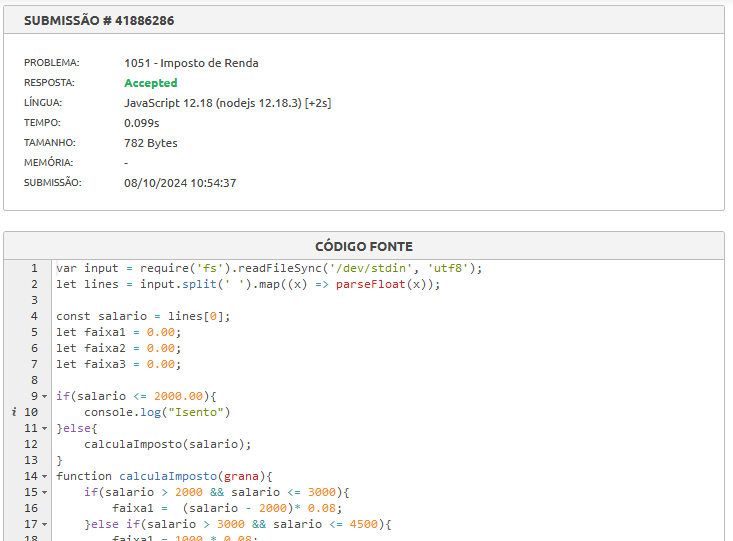 SUBMISSÃO # 41886286
PROBLEMA: 1051 - Imposto de Renda
RESPOSTA: Accepted
LÍNGUA: JavaScript 12.18 (nodejs 12.18.3) [+2s]
TEMPO: 0.099s
TAMANHO: 782 Bytes
MEMÓRIA: -
SUBMISSÃO: 08/10/2024 10:54:37
CÓDIGO FONTE
1 var input = require('fs').readFileSync('/dev/stdin', 'utf8');
2 let lines = input.split(' ').map((x) => parseFloat(x));
3
4 const salario = lines[0];
5 let faixa1 = 0.00;
6 let faixa2 = 0.00;
7 let faixa3 = 0.00;
8
9 if(salario <= 2000.00){
i 10 console.log("Isento")
11 }else{
12 calculaImposto(salario);
13 }
14 function calculaImposto(grana){
15 if(salario > 2000 && salario <= 3000){
16 faixa1 =  (salario - 2000)* 0.08;
17 }else if(salario > 3000 && salario <= 4500){
18 faixa1 = 1000 * 0.08;